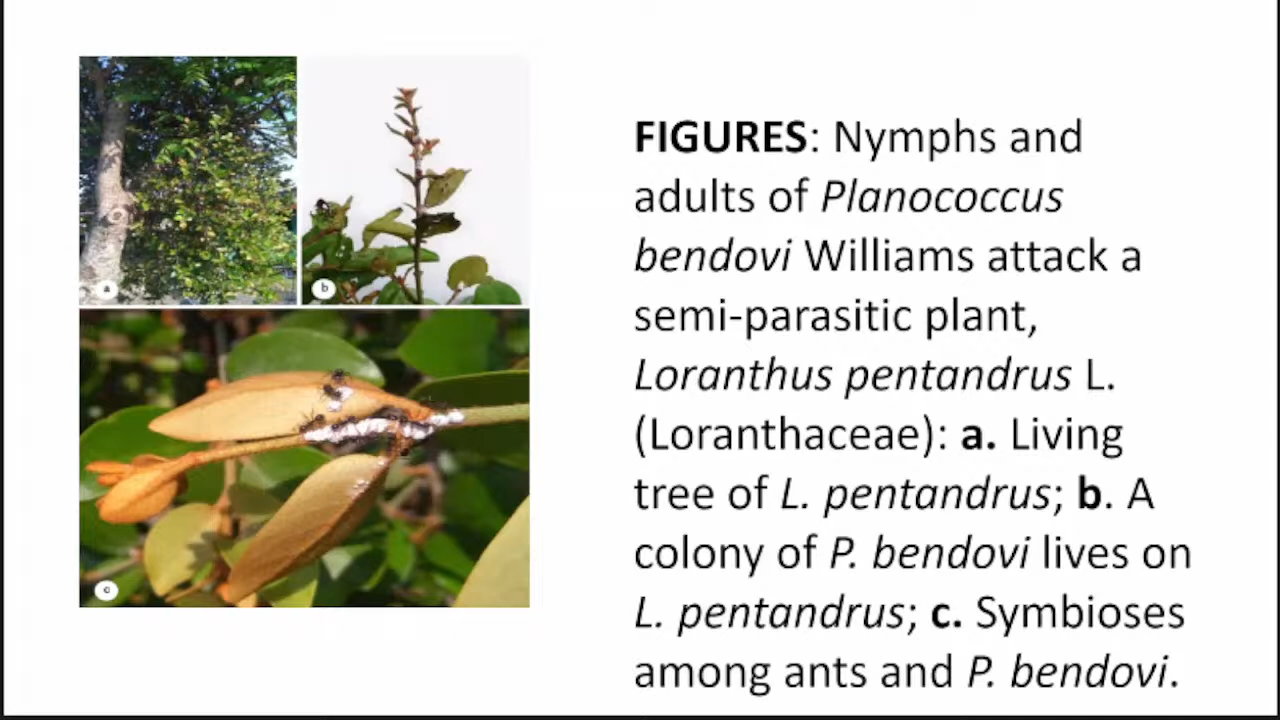 a
b
c
FIGURES: Nymphs and
adults of Planococcus
bendovi Williams attack a
semi-parasitic plant,
Loranthus pentandrus L.
(Loranthaceae): a. Living
tree of L. pentandrus; b. A
colony of P. bendovi lives on
L. pentandrus; c. Symbioses
among ants and P. bendovi.